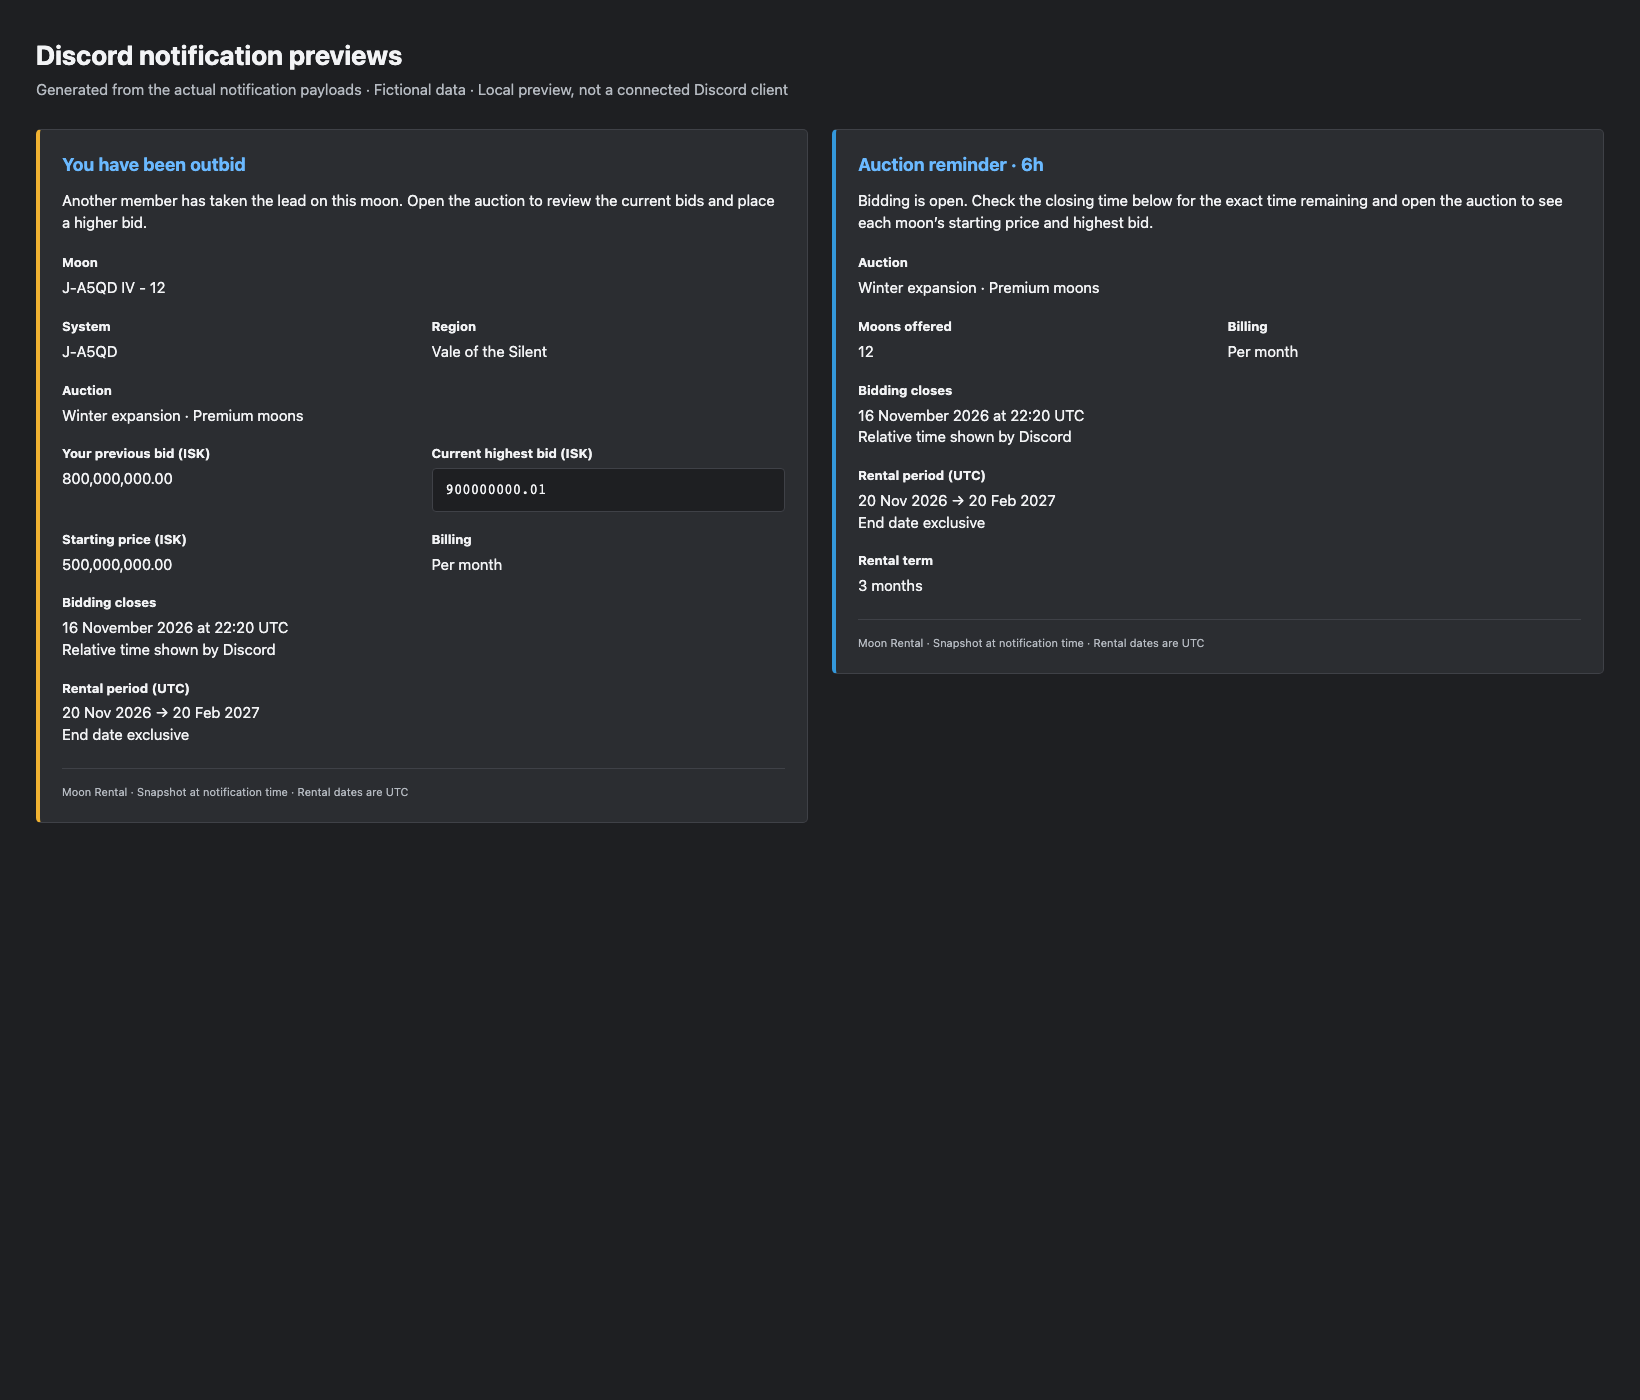 Discord notification previews
Generated from the actual notification payloads · Fictional data · Local preview, not a connected Discord client
You have been outbid
Another member has taken the lead on this moon. Open the auction to review the current bids and place
a higher bid.
Moon
J-A5QD IV - 12
System
Region
J-A5QD
Vale of the Silent
Auction
Winter expansion · Premium moons
Your previous bid (ISK)
Current highest bid (ISK)
800,000,000.00
900000000.01
Starting price (ISK)
Billing
500,000,000.00
Per month
Bidding closes
16 November 2026 at 22:20 UTC
Relative time shown by Discord
Rental period (UTC)
20 Nov 2026 → 20 Feb 2027
End date exclusive
Moon Rental · Snapshot at notification time · Rental dates are UTC
Auction reminder · 6h
Bidding is open. Check the closing time below for the exact time remaining and open the auction to see
each moon's starting price and highest bid.
Auction
Winter expansion · Premium moons
Moons offered
Billing
12
Per month
Bidding closes
16 November 2026 at 22:20 UTC
Relative time shown by Discord
Rental period (UTC)
20 Nov 2026 → 20 Feb 2027
End date exclusive
Rental term
3 months
Moon Rental · Snapshot at notification time · Rental dates are UTC